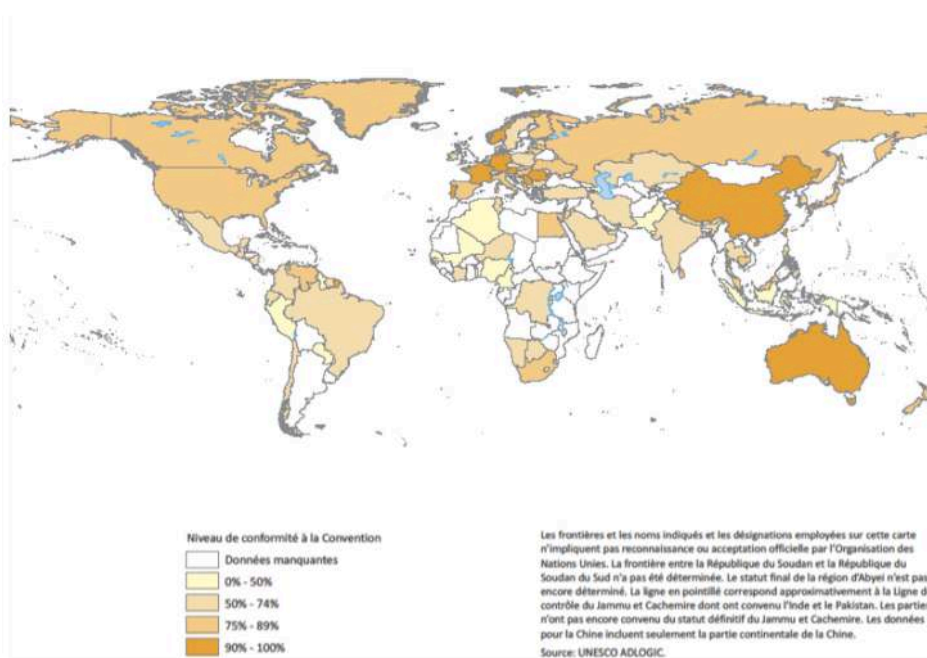 Niveau de conformité à la Convention
Données manquantes
0% - 50%
50% - 74%
75% - 89%
90% - 100%
Les frontières et les noms indiqués et les désignations employées sur cette carte
n'impliquent pas reconnaissance ou acceptation officielle par l'Organisation des
Nations Unies. La frontière entre la République du Soudan et la République du
Soudan du Sud n'a pas été déterminée. Le statut final de la région d'Abyei n'est pas
encore déterminé. La ligne en pointillé correspond approximativement à la Ligne d
contrôle du Jammu et Cachemire dont ont convenu l'Inde et le Pakistan. Les parties
n'ont pas encore convenu du statut définitif du Jammu et Cachemire. Les données
pour la Chine incluent seulement la partie continentale de la Chine.
Source: UNESCO ADLOGIC.